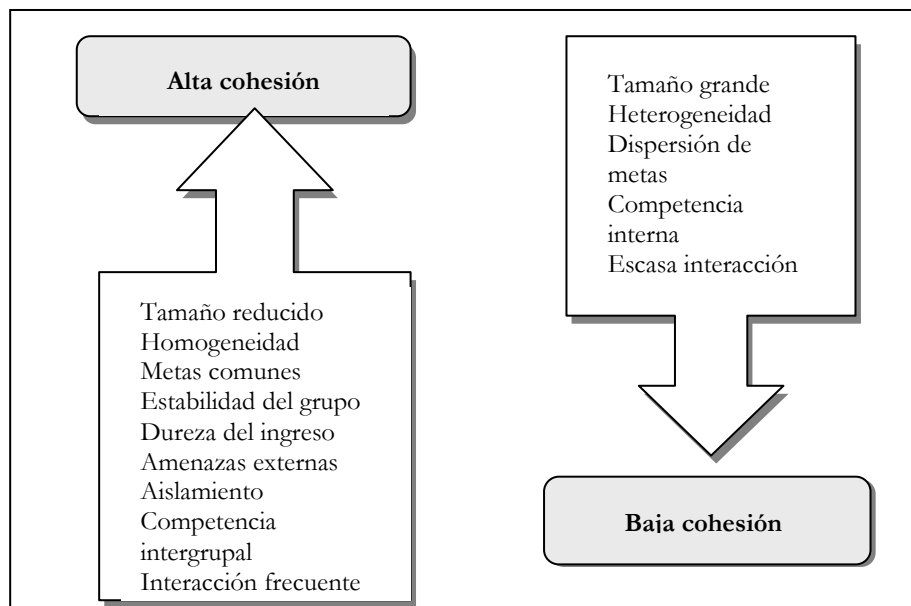 Alta cohesión
Tamaño reducido
Homogeneidad
Metas comunes
Estabilidad del grupo
Dureza del ingreso
Amenazas externas
Aislamiento
Competencia
intergrupal
Interacción frecuente
Tamaño grande
Heterogeneidad
Dispersión de
metas
Competencia
interna
Escasa interacción
Baja cohesión